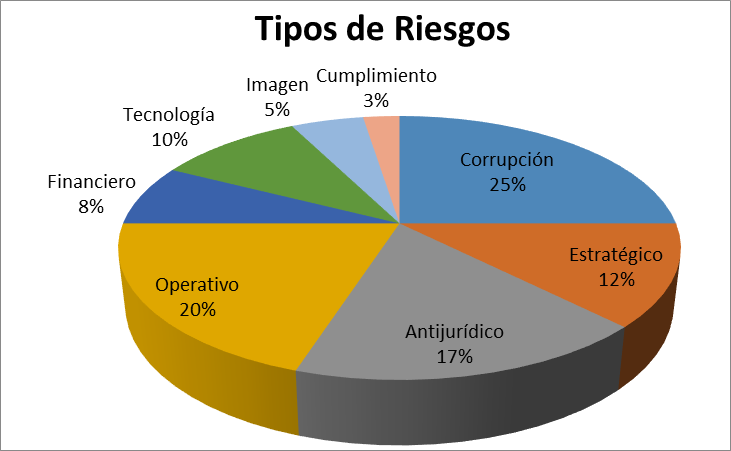 Tipos de Riesgos
Cumplimiento
3%
Imagen
5%
Tecnología
10%
Corrupción
25%
Financiero
8%
Estratégico
12%
Operativo
20%
Antijurídico
17%